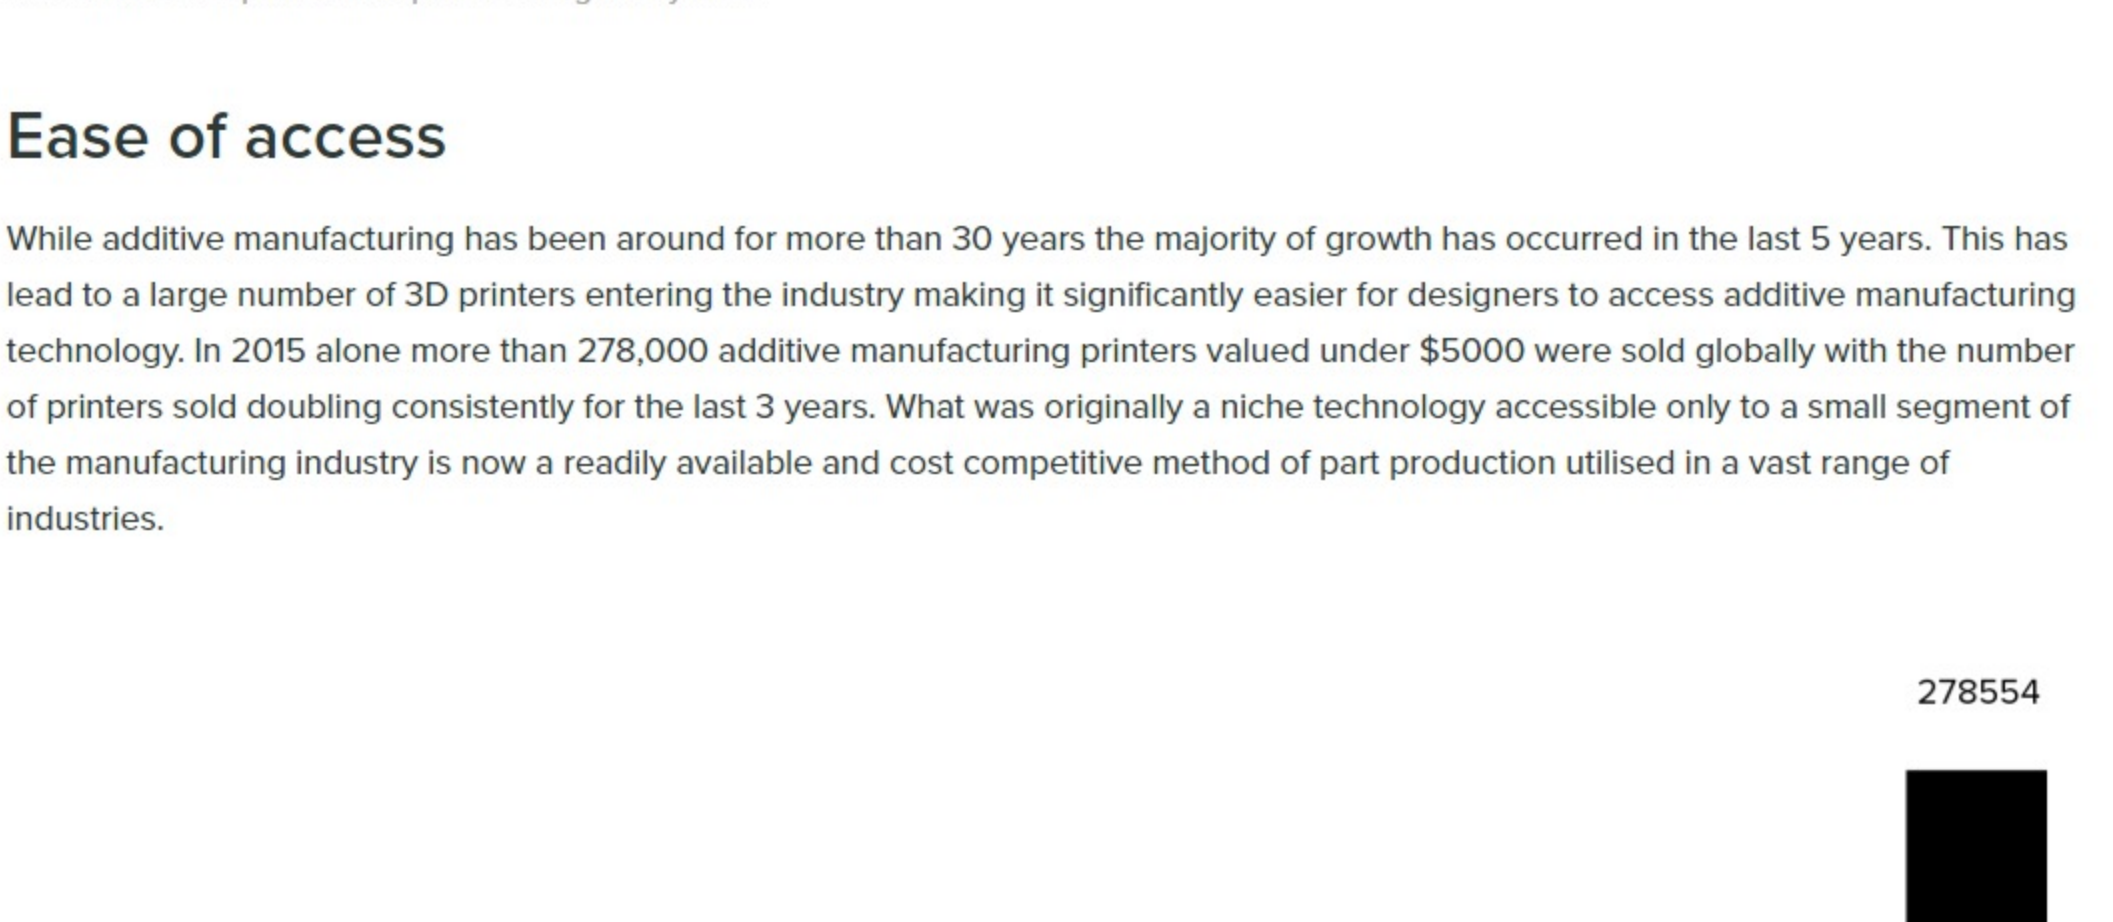 Ease of access
While additive manufacturing has been around for more than 30 years the majority of growth has occurred in the last 5 years. This has
lead to a large number of 3D printers entering the industry making it significantly easier for designers to access additive manufacturing
technology. In 2015 alone more than 278,000 additive manufacturing printers valued under $5000 were sold globally with the number
of printers sold doubling consistently for the last 3 years. What was originally a niche technology accessible only to a small segment of
the manufacturing industry is now a readily available and cost competitive method of part production utilised in a vast range of
industries.
278554